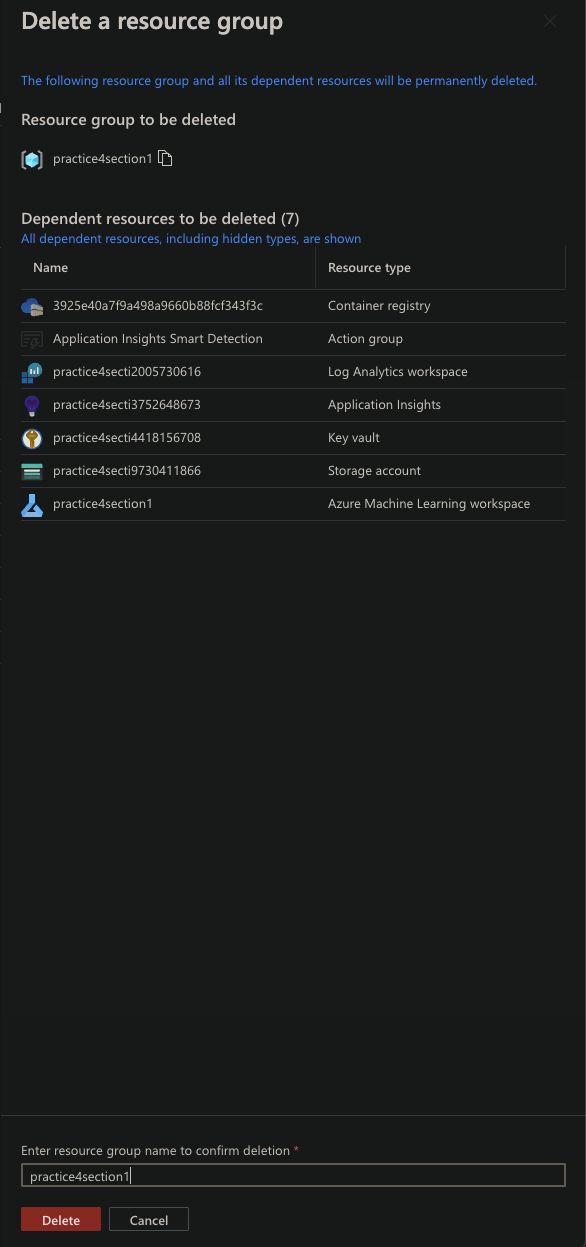 Delete a resource group
The following resource group and all its dependent resources will be permanently deleted.
Resource group to be deleted
practice4section1
Dependent resources to be deleted (7)
All dependent resources, including hidden types, are shown
Name Resource type
3925e40a7f9a498a9660b88fcf343f3c Container registry
Application Insights Smart Detection Action group
practice4secti2005730616 Log Analytics workspace
practice4secti3752648673 Application Insights
practice4secti4418156708 Key vault
practice4secti9730411866 Storage account
practice4section1 Azure Machine Learning workspace
Enter resource group name to confirm deletion *
practice4section1
Delete Cancel